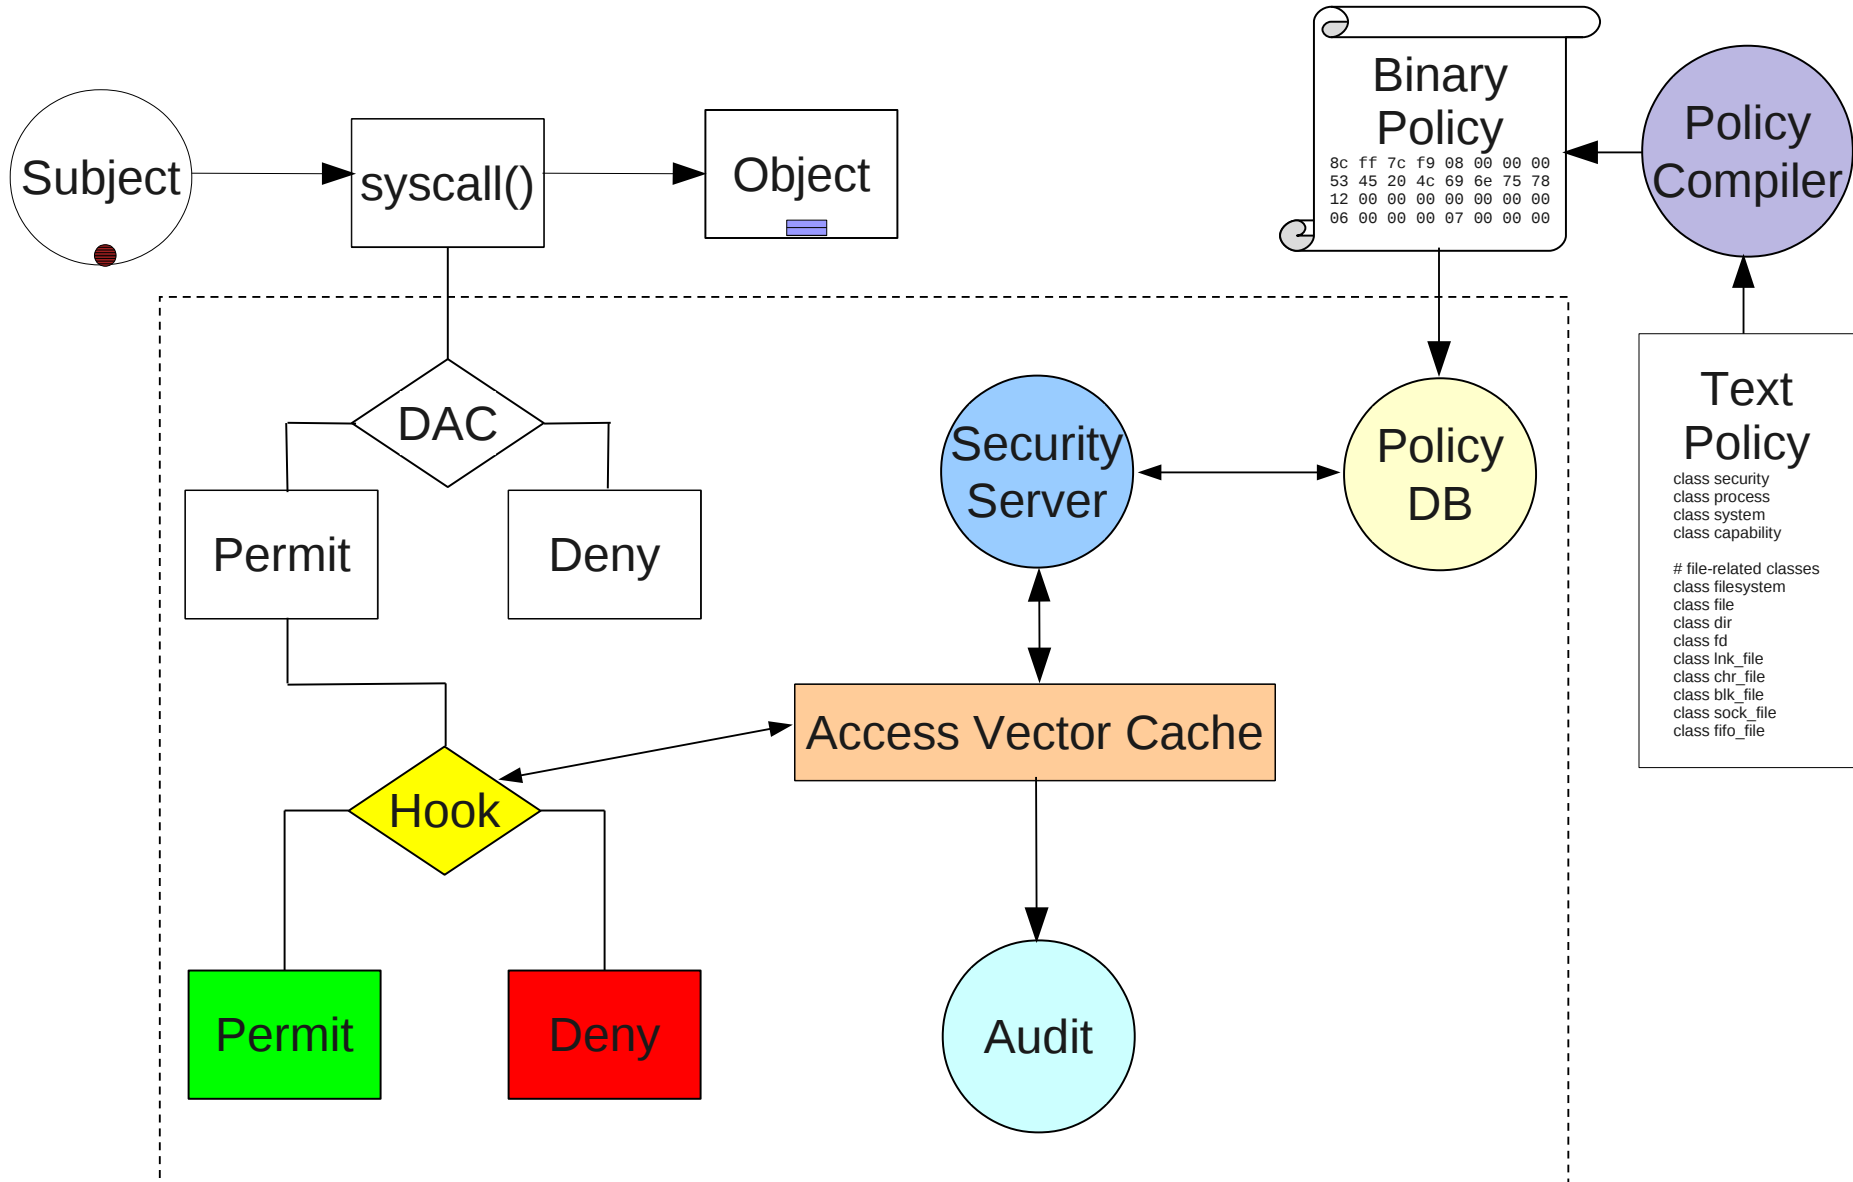 Subject
syscall()
Object
Binary
Policy
8c ff 7c f9 08 00 00 00
53 45 20 4c 69 6e 75 78
12 00 00 00 00 00 00 00
06 00 00 00 07 00 00 00
Policy
Compiler
Text
Policy
class security
class process
class system
class capability
# file-related classes
class filesystem
class file
class dir
class fd
class lnk_file
class chr_file
class blk_file
class sock_file
class fifo_file
DAC
Permit
Deny
Security
Server
Policy
DB
Access Vector Cache
Hook
Permit
Deny
Audit